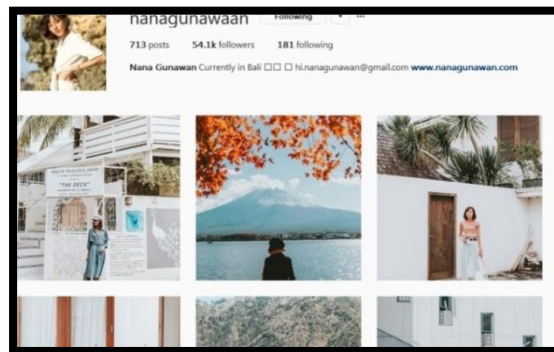 nanagunawaan Following ...
713 posts 54.1k followers 181 following
Nana Gunawan Currently in Bali □□ □ hi.nanagunawan@gmail.com www.nanagunawan.com
"THE DECK"